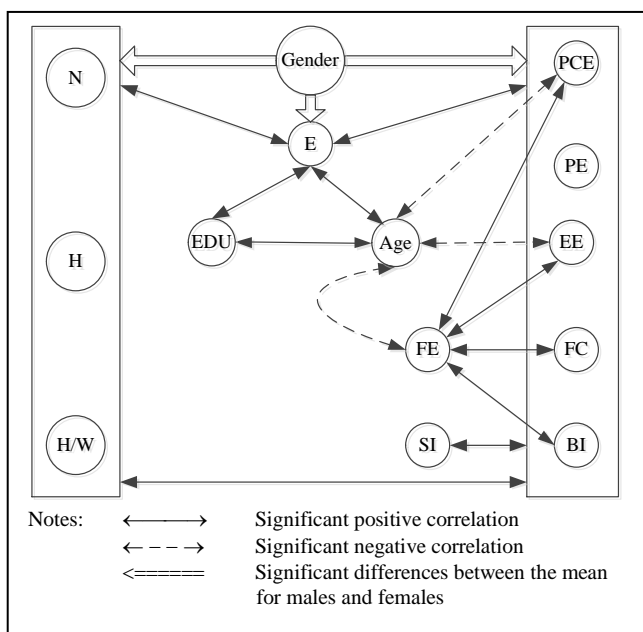 Gender
N
PCE
E
PE
EDU
Age
EE
H
FE
FC
H/W
SI
BI
Notes:
Significant positive correlation
Significant negative correlation
<======
Significant differences between the mean
for males and females